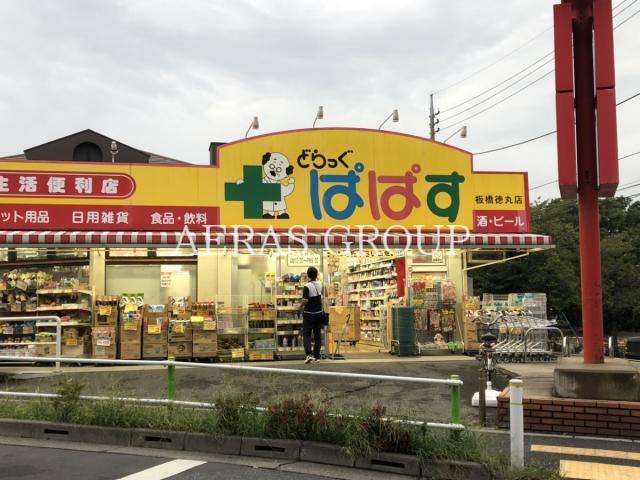 どらっぐ
ぱぱす
板橋徳丸店
生活便利店
ット用品 日用雑貨 食品・飲料
酒・ビール
AERAS GROUP